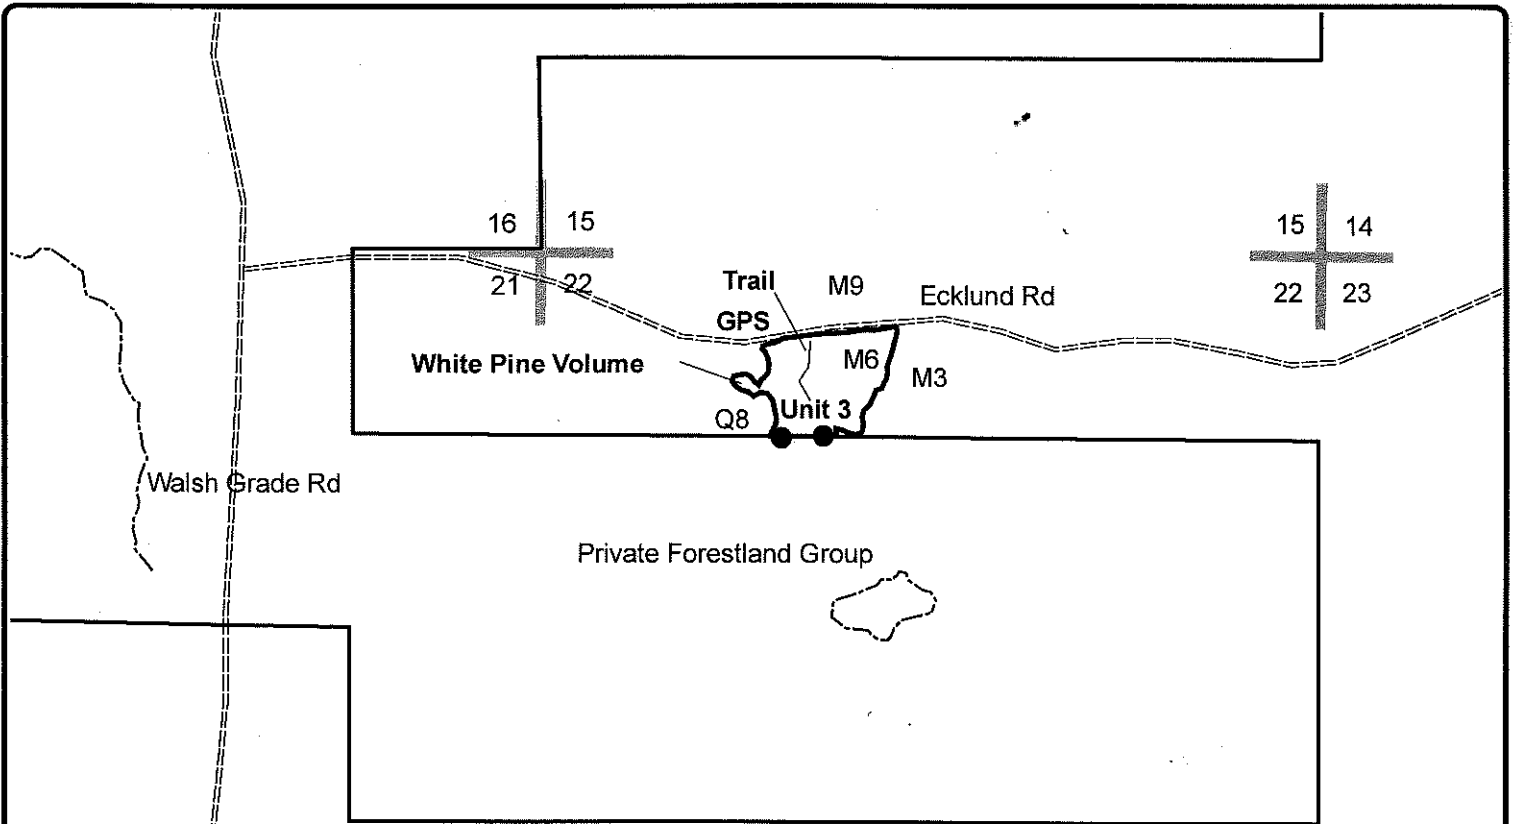 16 15
15 14
21 22
22 23
Trail
M9
Ecklund Rd
GPS
White Pine Volume
M6
M3
Unit 3
Q8
Walsh Grade Rd
Private Forestland Group